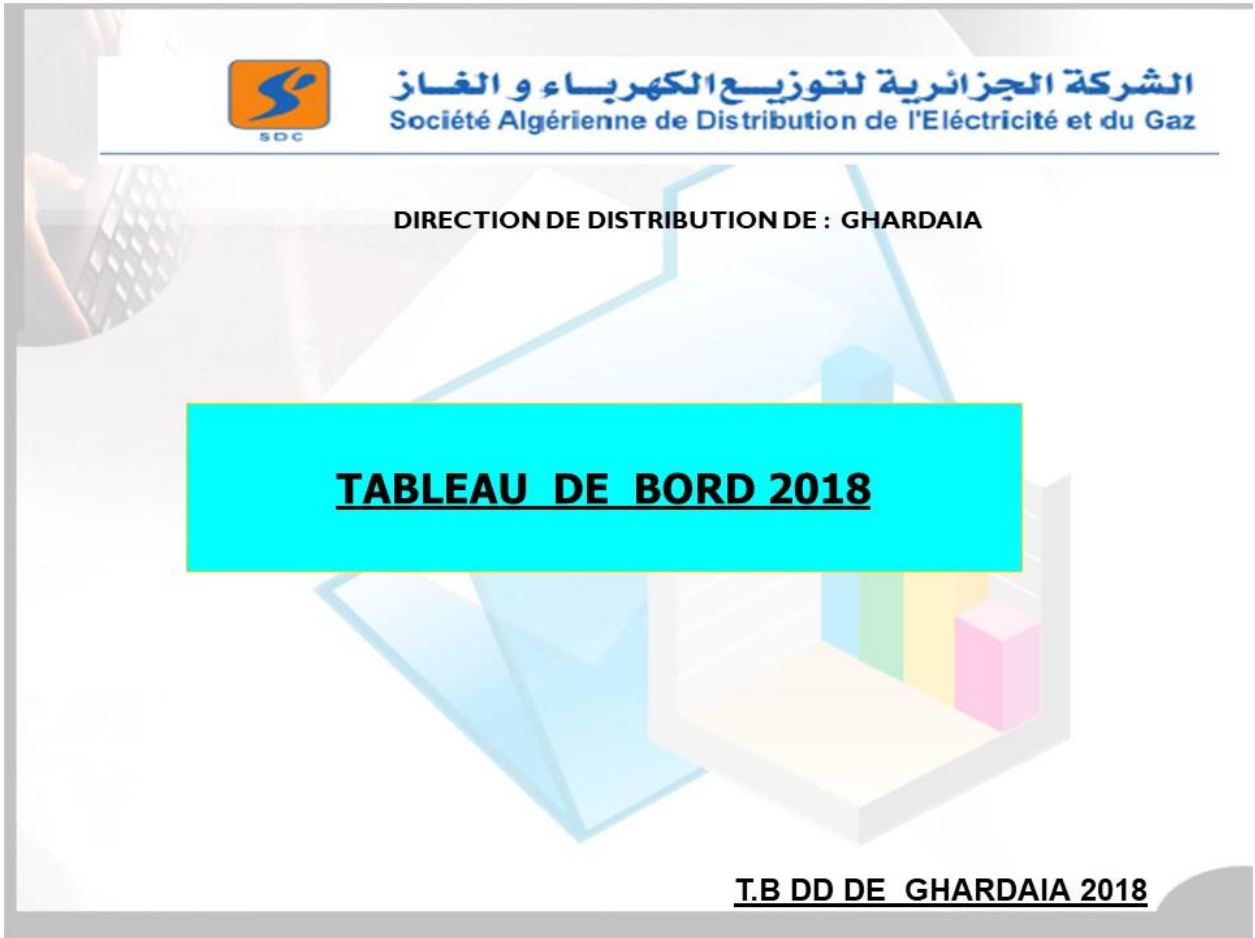 الشركة الجزائرية لتوزيع الكهرباء و الغاز
SDC
Société Algérienne de Distribution de l'Eléctricité et du Gaz
DIRECTION DE DISTRIBUTION DE : GHARDAIA
TABLEAU DE BORD 2018
T.B DD DE GHARDAIA 2018